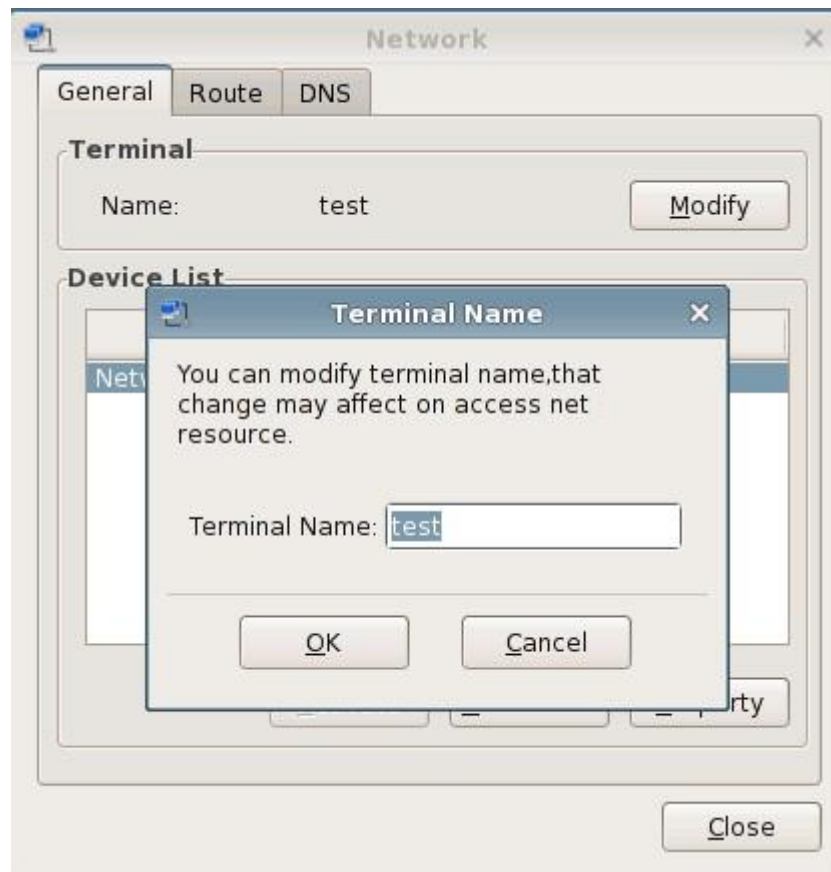 Network
General Route DNS
Terminal
Name: test Modify
Device List
Terminal Name
You can modify terminal name,that
change may affect on access net
resource.
Terminal Name: test
OK Cancel
Close